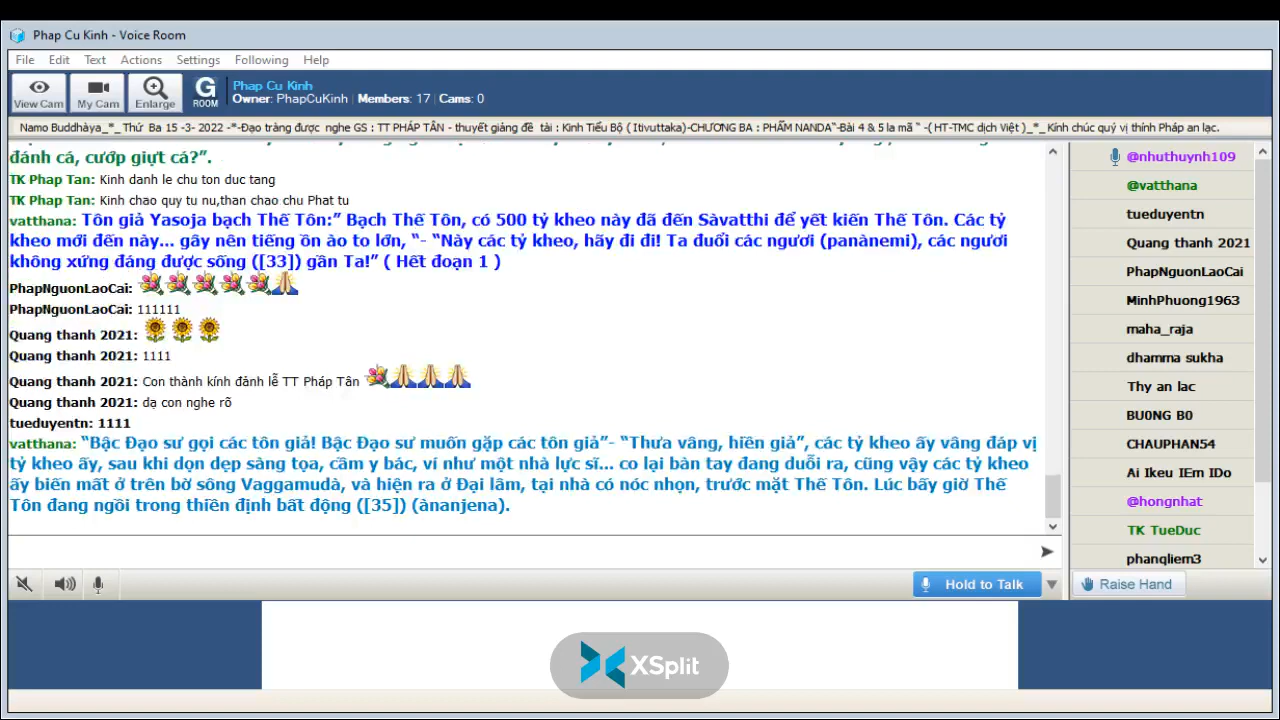 Phap Cu Kinh - Voice Room
File Edit Text Actions Settings Following Help
View Cam My Cam Enlarge G ROOM
Phap Cu Kinh
Owner: PhapCuKinh | Members: 17 | Cams: 0
Namo Buddhàya_*_ Thứ Ba 15 -3- 2022 -*-Đạo tràng được nghe GS : TT PHÁP TÂN - thuyết giảng đề tài : Kinh Tiểu Bộ ( Itivuttaka)-CHƯƠNG BA : PHẨM NANDA“-Bài 4 & 5 la mã “ -( HT-TMC dịch Việt )_*_ Kính chúc quý vị thính Pháp an lạc.
đánh cá, cướp giựt cá?”.
TK Phap Tan: Kinh danh le chu ton duc tang
TK Phap Tan: Kinh chao quy tu nu,than chao chu Phat tu
vatthana: Tôn giả Yasoja bạch Thế Tôn:” Bạch Thế Tôn, có 500 tỷ kheo này đã đến Sàvatthi để yết kiến Thế Tôn. Các tỷ
kheo mới đến này... gây nên tiếng ồn ào to lớn, “- “Này các tỷ kheo, hãy đi đi! Ta đuổi các ngươi (panànemi), các ngươi
không xứng đáng được sống ([33]) gần Ta!” ( Hết đoạn 1 )
PhapNguonLaoCai:
PhapNguonLaoCai: 111111
Quang thanh 2021:
Quang thanh 2021: 1111
Quang thanh 2021: Con thành kính đảnh lễ TT Pháp Tân
Quang thanh 2021: dạ con nghe rõ
tueduyentn: 1111
vatthana: “Bậc Đạo sư gọi các tôn giả! Bậc Đạo sư muốn gặp các tôn giả”- “Thưa vâng, hiền giả”, các tỷ kheo ấy vâng đáp vị
tỷ kheo ấy, sau khi dọn dẹp sàng tọa, cầm y bác, ví như một nhà lực sĩ... co lại bàn tay đang duỗi ra, cũng vậy các tỷ kheo
ấy biến mất ở trên bờ sông Vaggamudà, và hiện ra ở Đại lâm, tại nhà có nóc nhọn, trước mặt Thế Tôn. Lúc bấy giờ Thế
Tôn đang ngồi trong thiền định bất động ([35]) (ànanjena).
@nhuthuynh109
@vatthana
tueduyentn
Quang thanh 2021
PhapNguonLaoCai
MinhPhuong1963
maha_raja
dhamma sukha
Thy an lac
BU0NG B0
CHAUPHAN54
Ai Ikeu IEm IDo
@hongnhat
TK TueDuc
phanqliem3
Hold to Talk
Raise Hand
XSplit